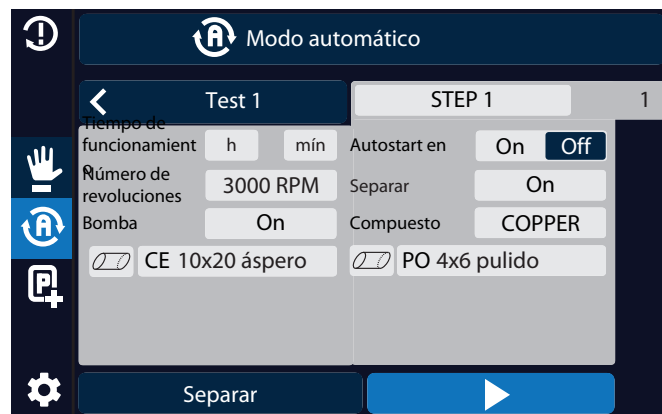 Modo automático
Test 1
STEP 1
1
Tiempo de
funcionamient
o
h
mín
Autostart en
On
Off
Número de
revoluciones
3000 RPM
Separar
On
Bomba
On
Compuesto
COPPER
CE 10x20 áspero
PO 4x6 pulido
Separar